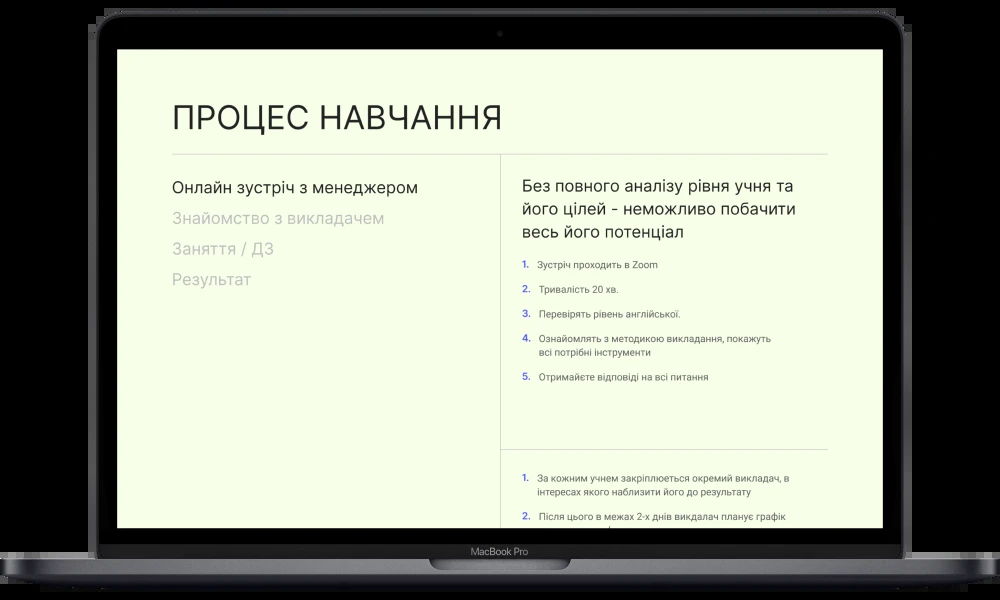 ПРОЦЕС НАВЧАННЯ
Онлайн зустріч з менеджером
Знайомство з викладачем
Заняття / ДЗ
Результат
Без повного аналізу рівня учня та
його цілей - неможливо побачити
весь його потенціал
1. Зустріч проходить в Zoom
2. Тривалість 20 хв.
3. Перевірять рівень англійської.
4. Ознайомлять з методикою викладання, покажуть
всі потрібні інструменти
5. Отримайєте відповіді на всі питання
1. За кожним учнем закріплюеться окремий викладач, в
інтересах якого наблизити його до результату
2. Після цього в межах 2-х днів викдалач планує графік
MacBook Pro